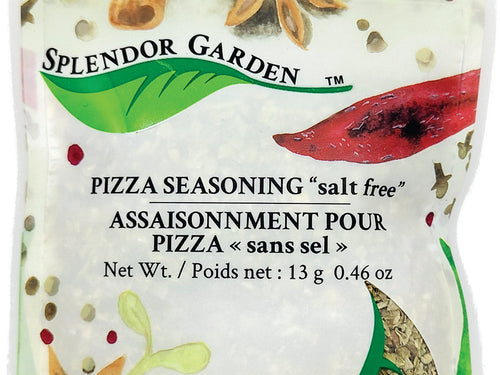 SPLENDOR GARDEN ™
PIZZA SEASONING “salt free”
ASSAISONNMENT POUR
PIZZA « sans sel »
Net Wt. / Poids net : 13 g 0.46 oz